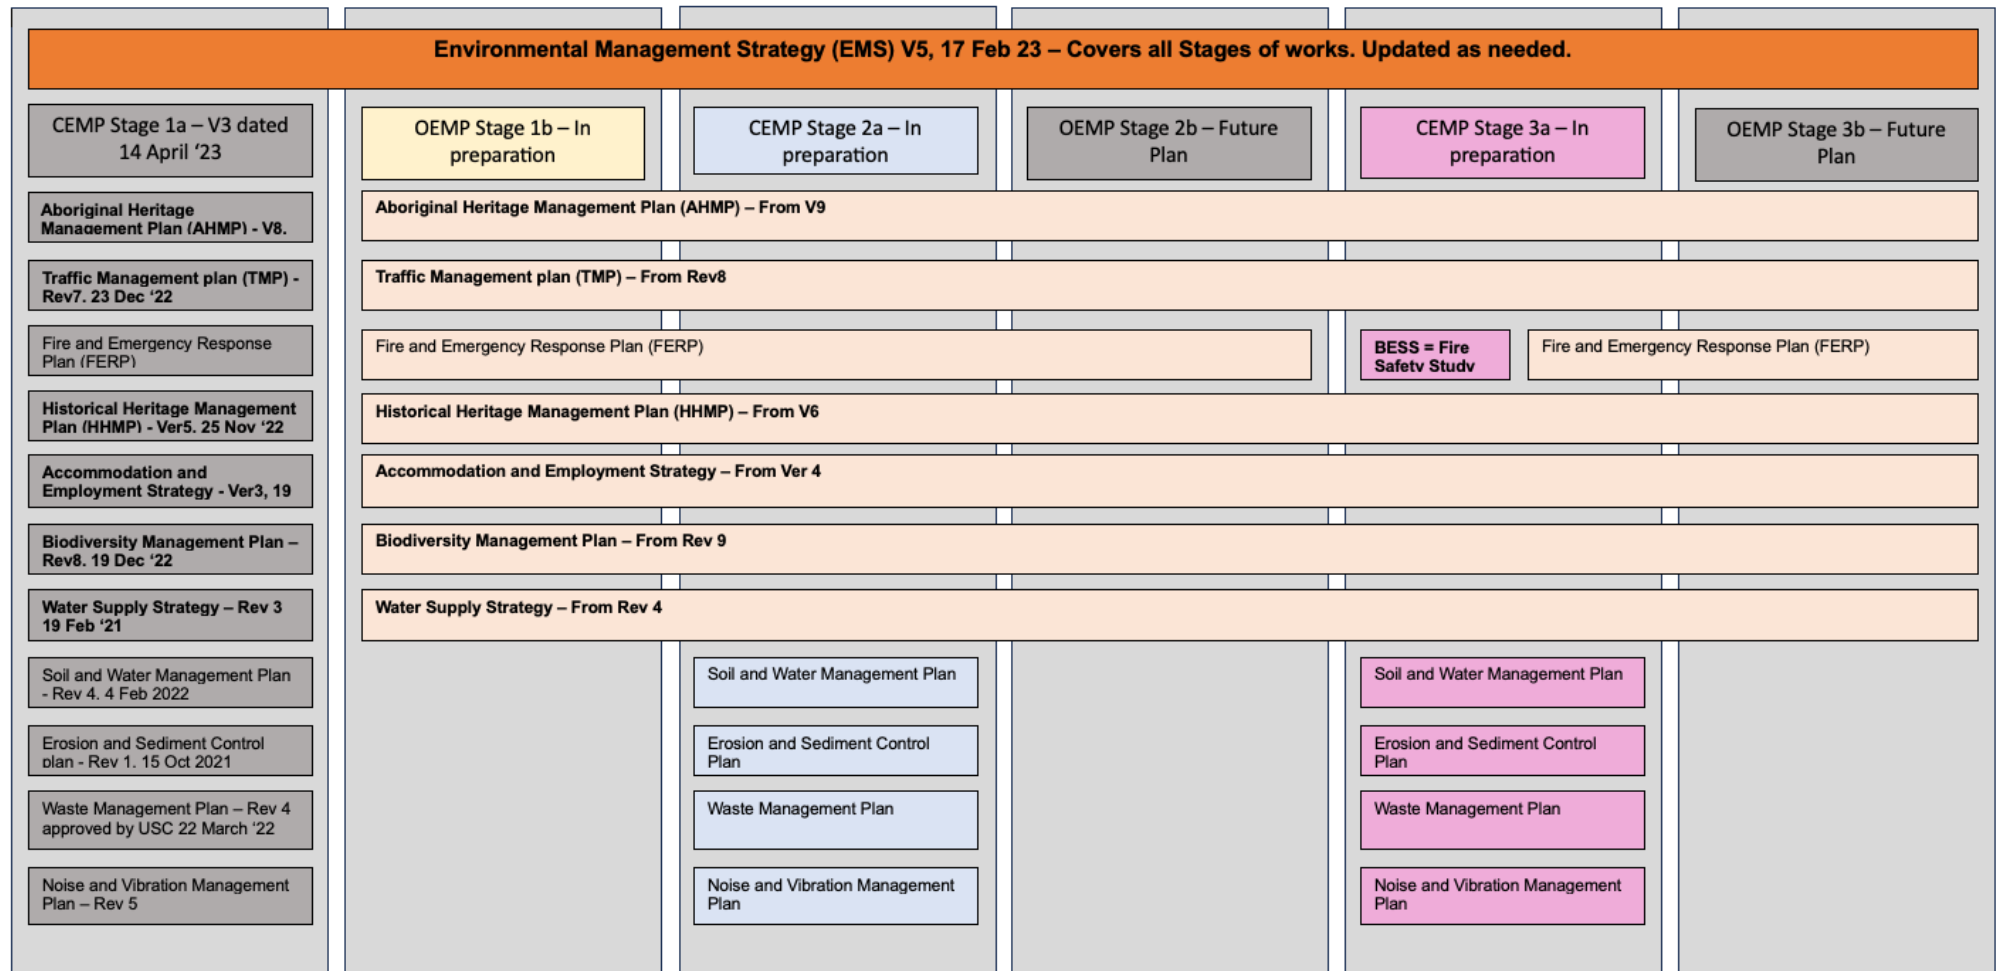 Environmental Management Strategy (EMS) V5, 17 Feb 23 – Covers all Stages of works. Updated as needed.
CEMP Stage 1a – V3 dated
14 April ‘23
OEMP Stage 1b – In
preparation
CEMP Stage 2a – In
preparation
OEMP Stage 2b – Future
Plan
CEMP Stage 3a – In
preparation
OEMP Stage 3b – Future
Plan
Aboriginal Heritage
Management Plan (AHMP) - V8.
Aboriginal Heritage Management Plan (AHMP) – From V9
Traffic Management plan (TMP) -
Rev7. 23 Dec ‘22
Traffic Management plan (TMP) – From Rev8
Fire and Emergency Response
Plan (FERP)
Fire and Emergency Response Plan (FERP)
BESS = Fire
Safety Study
Fire and Emergency Response Plan (FERP)
Historical Heritage Management
Plan (HHMP) - Ver5. 25 Nov ‘22
Historical Heritage Management Plan (HHMP) – From V6
Accommodation and
Employment Strategy - Ver3, 19
Accommodation and Employment Strategy – From Ver 4
Biodiversity Management Plan –
Rev8. 19 Dec ‘22
Biodiversity Management Plan – From Rev 9
Water Supply Strategy – Rev 3
19 Feb ‘21
Water Supply Strategy – From Rev 4
Soil and Water Management Plan
- Rev 4. 4 Feb 2022
Soil and Water Management Plan
Soil and Water Management Plan
Erosion and Sediment Control
plan - Rev 1. 15 Oct 2021
Erosion and Sediment Control
Plan
Erosion and Sediment Control
Plan
Waste Management Plan – Rev 4
approved by USC 22 March ‘22
Waste Management Plan
Waste Management Plan
Noise and Vibration Management
Plan – Rev 5
Noise and Vibration Management
Plan
Noise and Vibration Management
Plan